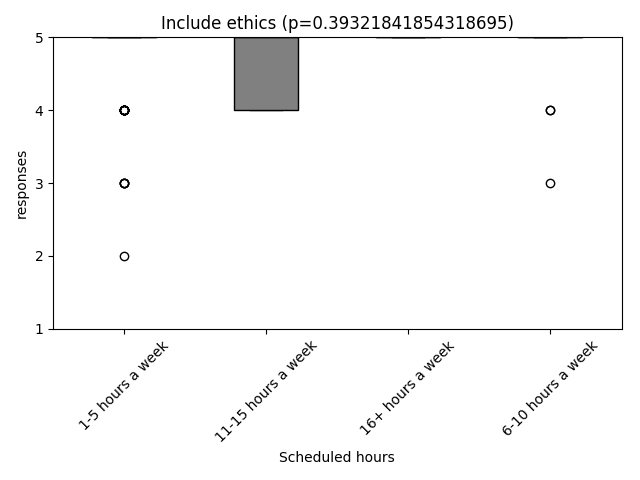 Include ethics (p=0.39321841854318695)
5
4
3
2
1
responses
1-5 hours a week
11-15 hours a week
16+ hours a week
6-10 hours a week
Scheduled hours